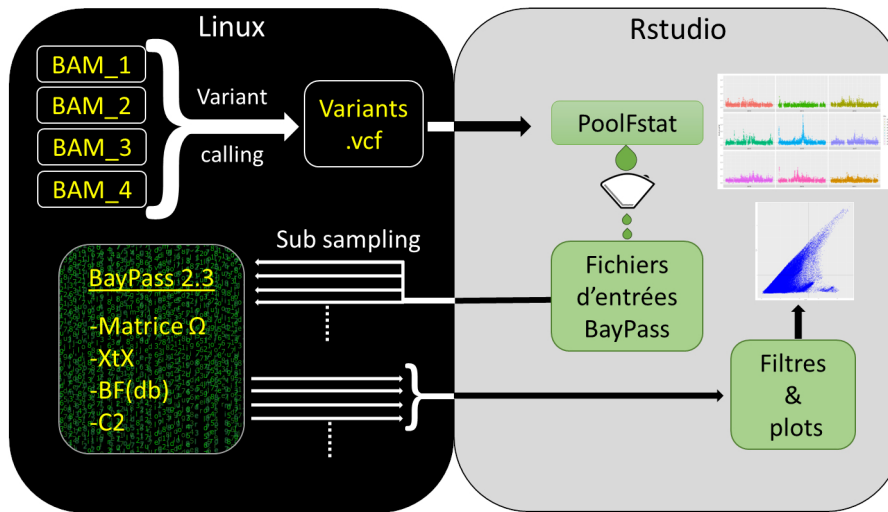 Linux
Rstudio
BAM_1
BAM_2
BAM_3
BAM_4
Variant
calling
Variants
.vcf
PoolFstat
Sub sampling
Fichiers
d'entrées
BayPass
BayPass 2.3
-Matrice Ω
-XtX
-BF(db)
-C2
Filtres
&
plots